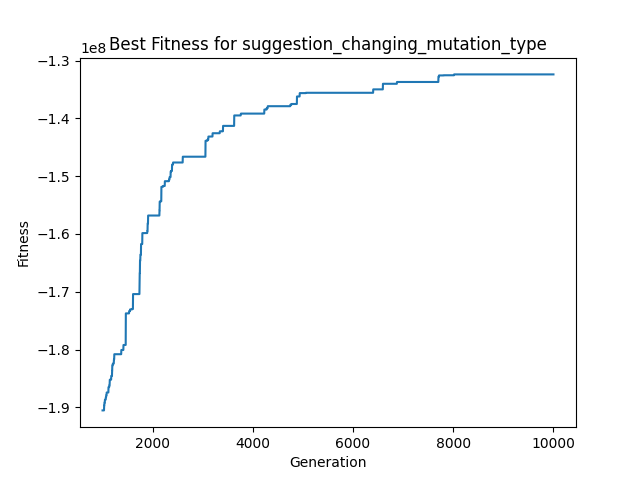 1e8 Best Fitness for suggestion_changing_mutation_type
−1.3
−1.4
−1.5
−1.6
−1.7
−1.8
−1.9
Fitness
2000 4000 6000 8000 10000
Generation